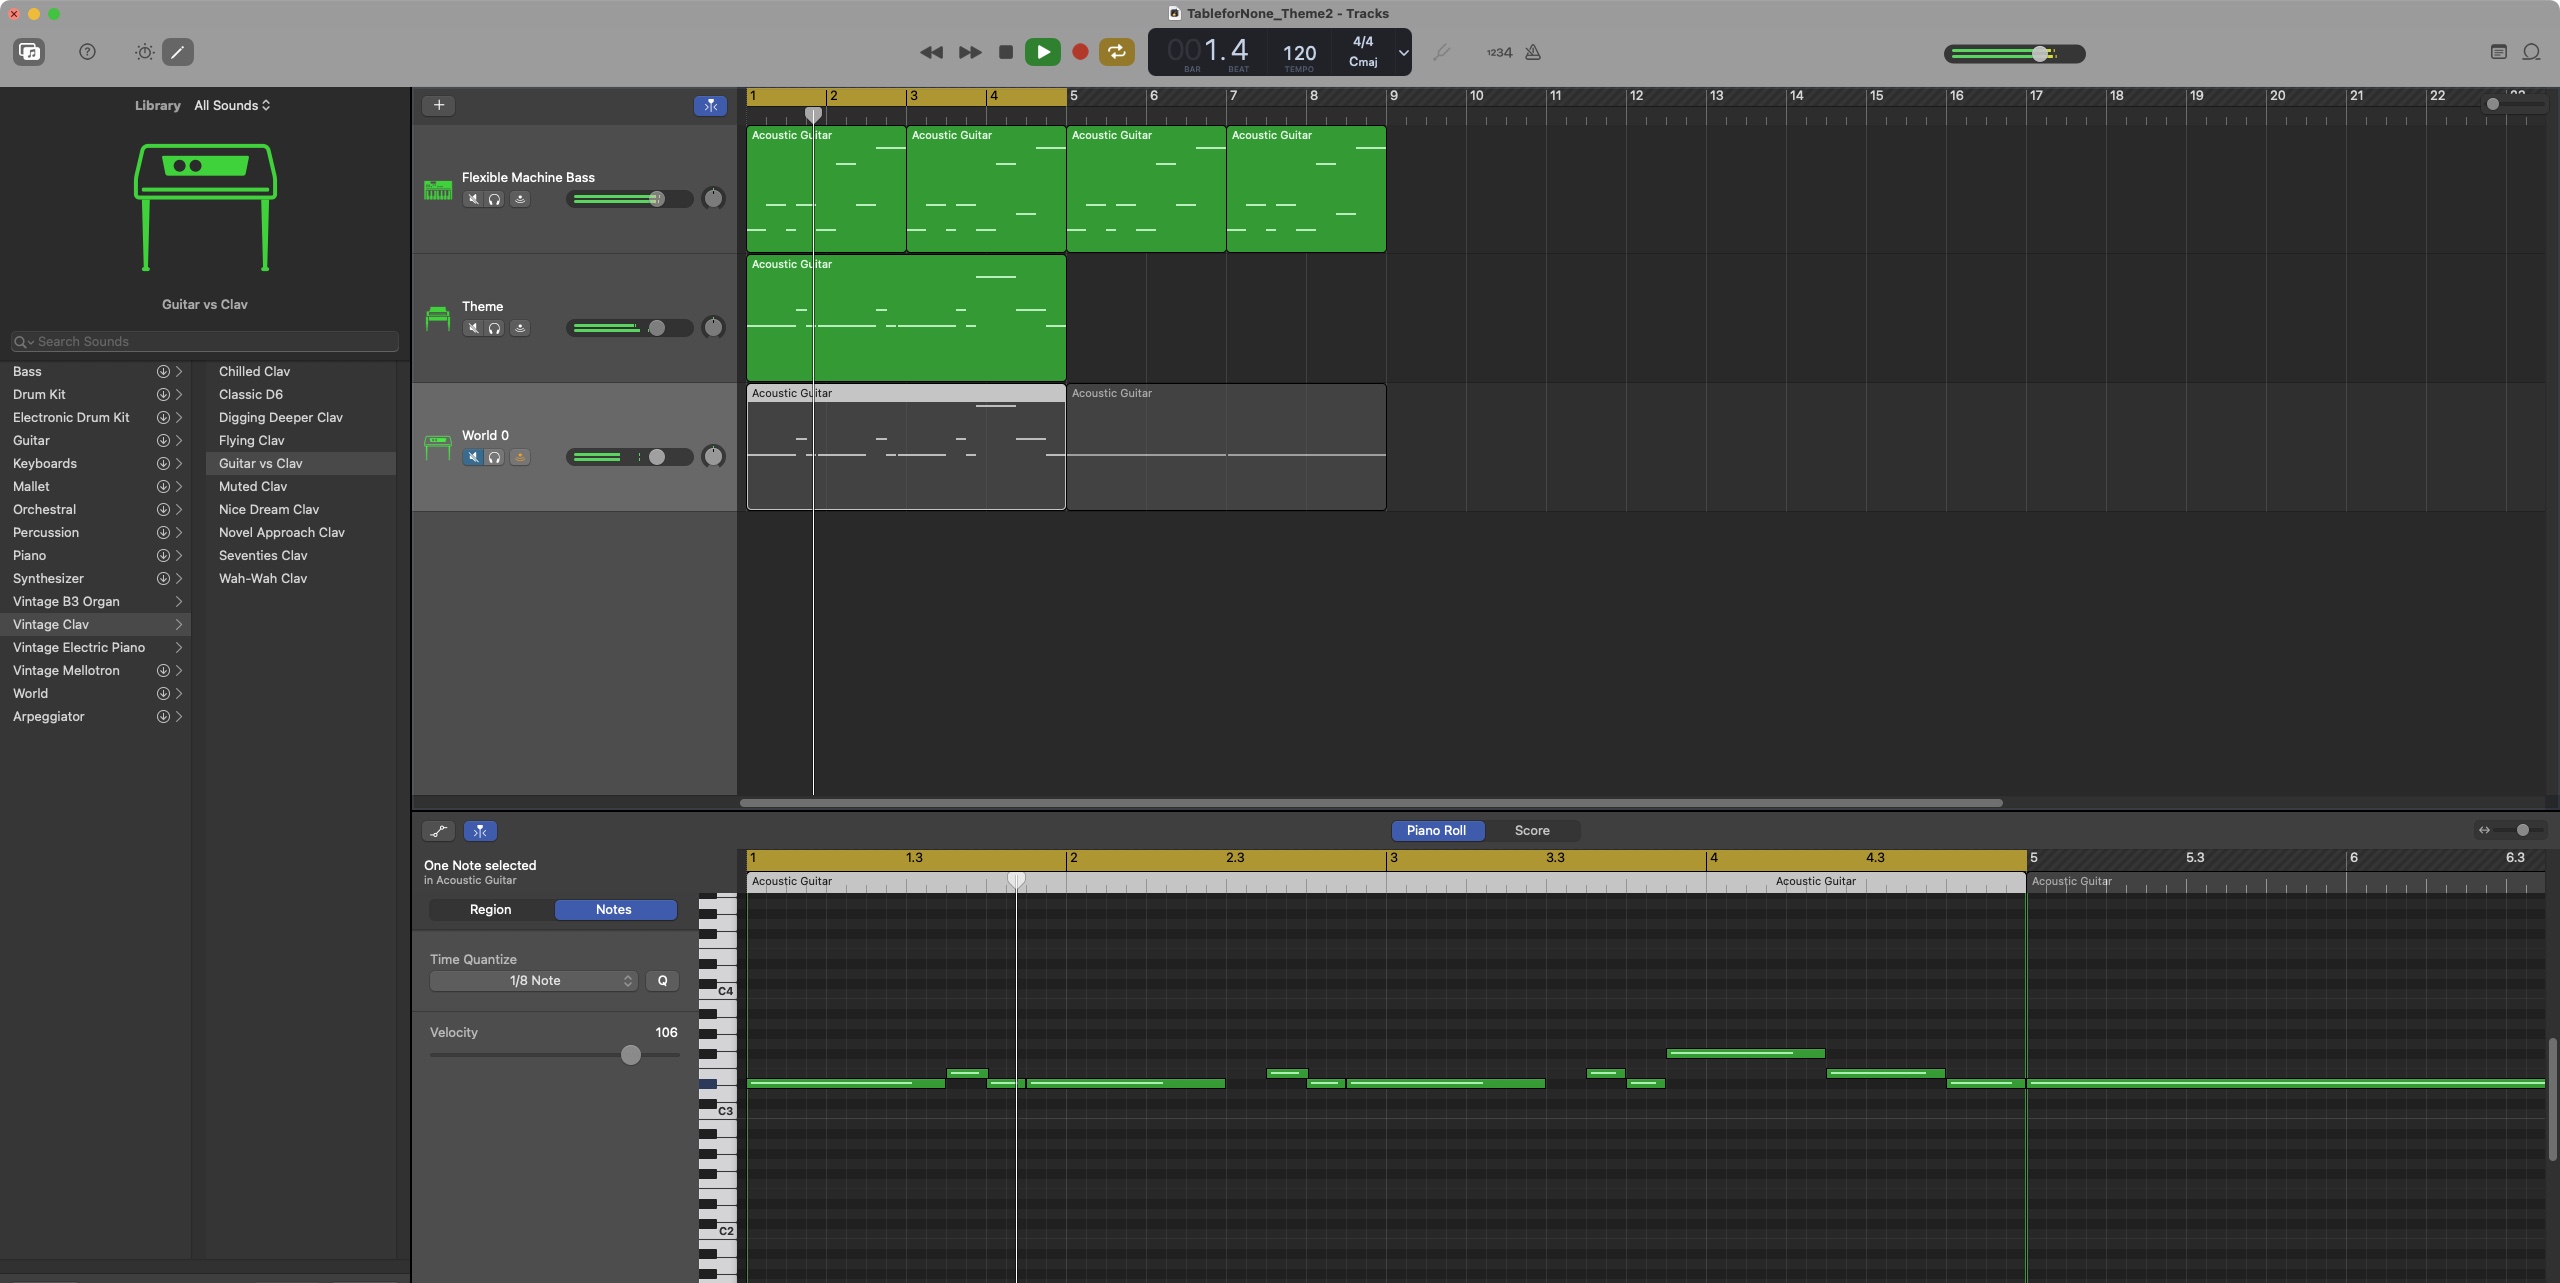 TableforNone_Theme2 - Tracks
001.4
BAR BEAT
120
TEMPO
4/4
Cmaj
1234
Library All Sounds
Guitar vs Clav
Search Sounds
Bass
Drum Kit
Electronic Drum Kit
Guitar
Keyboards
Mallet
Orchestral
Percussion
Piano
Synthesizer
Vintage B3 Organ
Vintage Clav
Vintage Electric Piano
Vintage Mellotron
World
Arpeggiator
Chilled Clav
Classic D6
Digging Deeper Clav
Flying Clav
Guitar vs Clav
Muted Clav
Nice Dream Clav
Novel Approach Clav
Seventies Clav
Wah-Wah Clav
1 2 3 4 5 6 7 8 9 10 11 12 13 14 15 16 17 18 19 20 21 22
Flexible Machine Bass
Acoustic Guitar Acoustic Guitar Acoustic Guitar Acoustic Guitar
Theme
Acoustic Guitar
World 0
Acoustic Guitar Acoustic Guitar
Piano Roll Score
One Note selected
in Acoustic Guitar
Region Notes
Time Quantize
1/8 Note Q
Velocity 106
1 1.3 2 2.3 3 3.3 4 4.3 5 5.3 6 6.3
Acoustic Guitar Acoustic Guitar Acoustic Guitar
C4
C3
C2